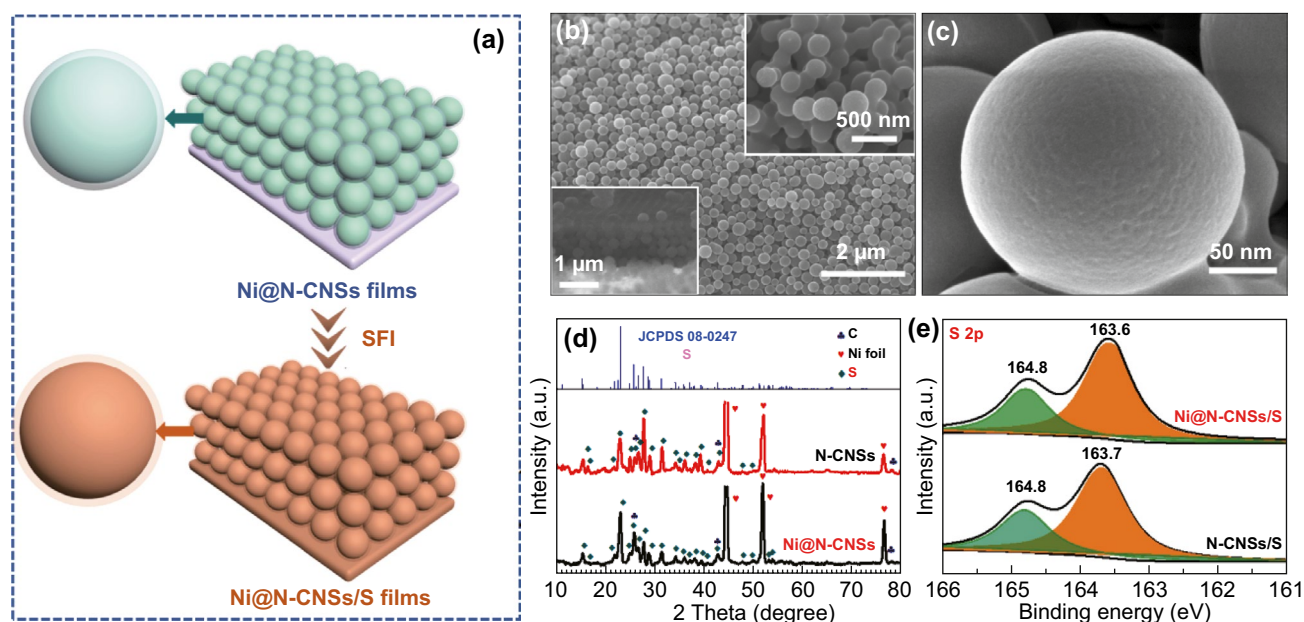 (a)
Ni@N-CNSs films
SFI
Ni@N-CNSs/S films
(b)
500 nm
1 µm
2 µm
(c)
50 nm
(d)
JCPDS 08-0247
S
C
Ni foil
S
N-CNSs
Ni@N-CNSs
Intensity (a.u.)
10 20 30 40 50 60 70 80
2 Theta (degree)
(e)
S 2p
163.6
164.8
Ni@N-CNSs/S
163.7
164.8
N-CNSs/S
Intensity (a.u.)
166 165 164 163 162 161
Binding energy (eV)